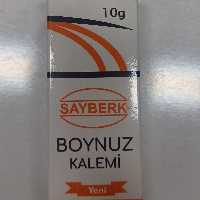 10g
SAYBERK
BOYNUZ
KALEMİ
Yeni